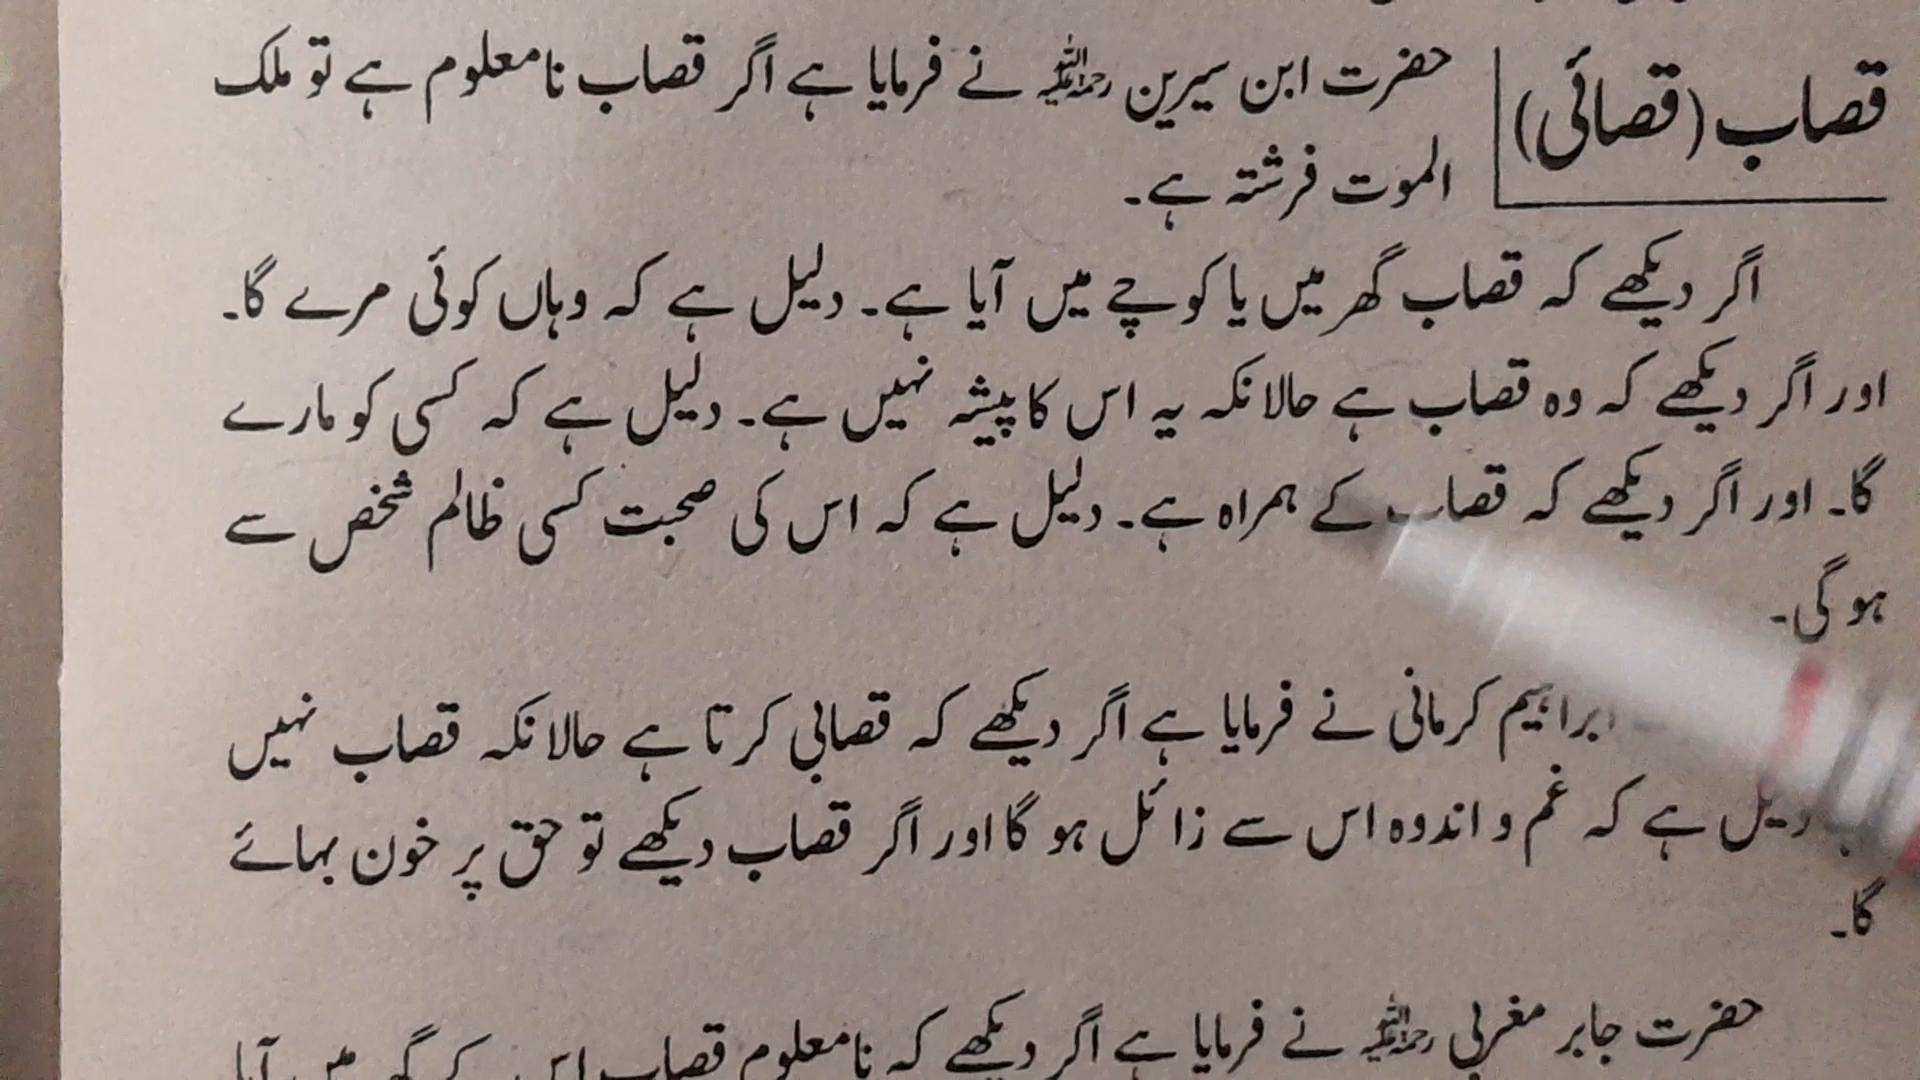 قصاب (قصائی)
حضرت ابن سیرین رحمۃ اللہ علیہ نے فرمایا ہے اگر قصاب نامعلوم ہے تو ملک
الموت فرشتہ ہے۔
اگر دیکھے کہ قصاب گھر میں یا کوچے میں آیا ہے۔ دلیل ہے کہ وہاں کوئی مرے گا۔
اور اگر دیکھے کہ وہ قصاب ہے حالانکہ یہ اس کا پیشہ نہیں ہے۔ دلیل ہے کہ کسی کو مارے
گا۔ اور اگر دیکھے کہ قصاب کے ہمراہ ہے۔ دلیل ہے کہ اس کی صحبت کسی ظالم شخص سے
ہو گی۔
ابراہیم کرمانی نے فرمایا ہے اگر دیکھے کہ قصابی کرتا ہے حالانکہ قصاب نہیں
دلیل ہے کہ غم و اندوہ اس سے زائل ہو گا اور اگر قصاب دیکھے تو حق پر خون بہائے
گا۔
حضرت جابر مغربی رحمۃ اللہ علیہ نے فرمایا ہے اگر دیکھے کہ نامعلوم قصاب اس کے گھر میں آیا